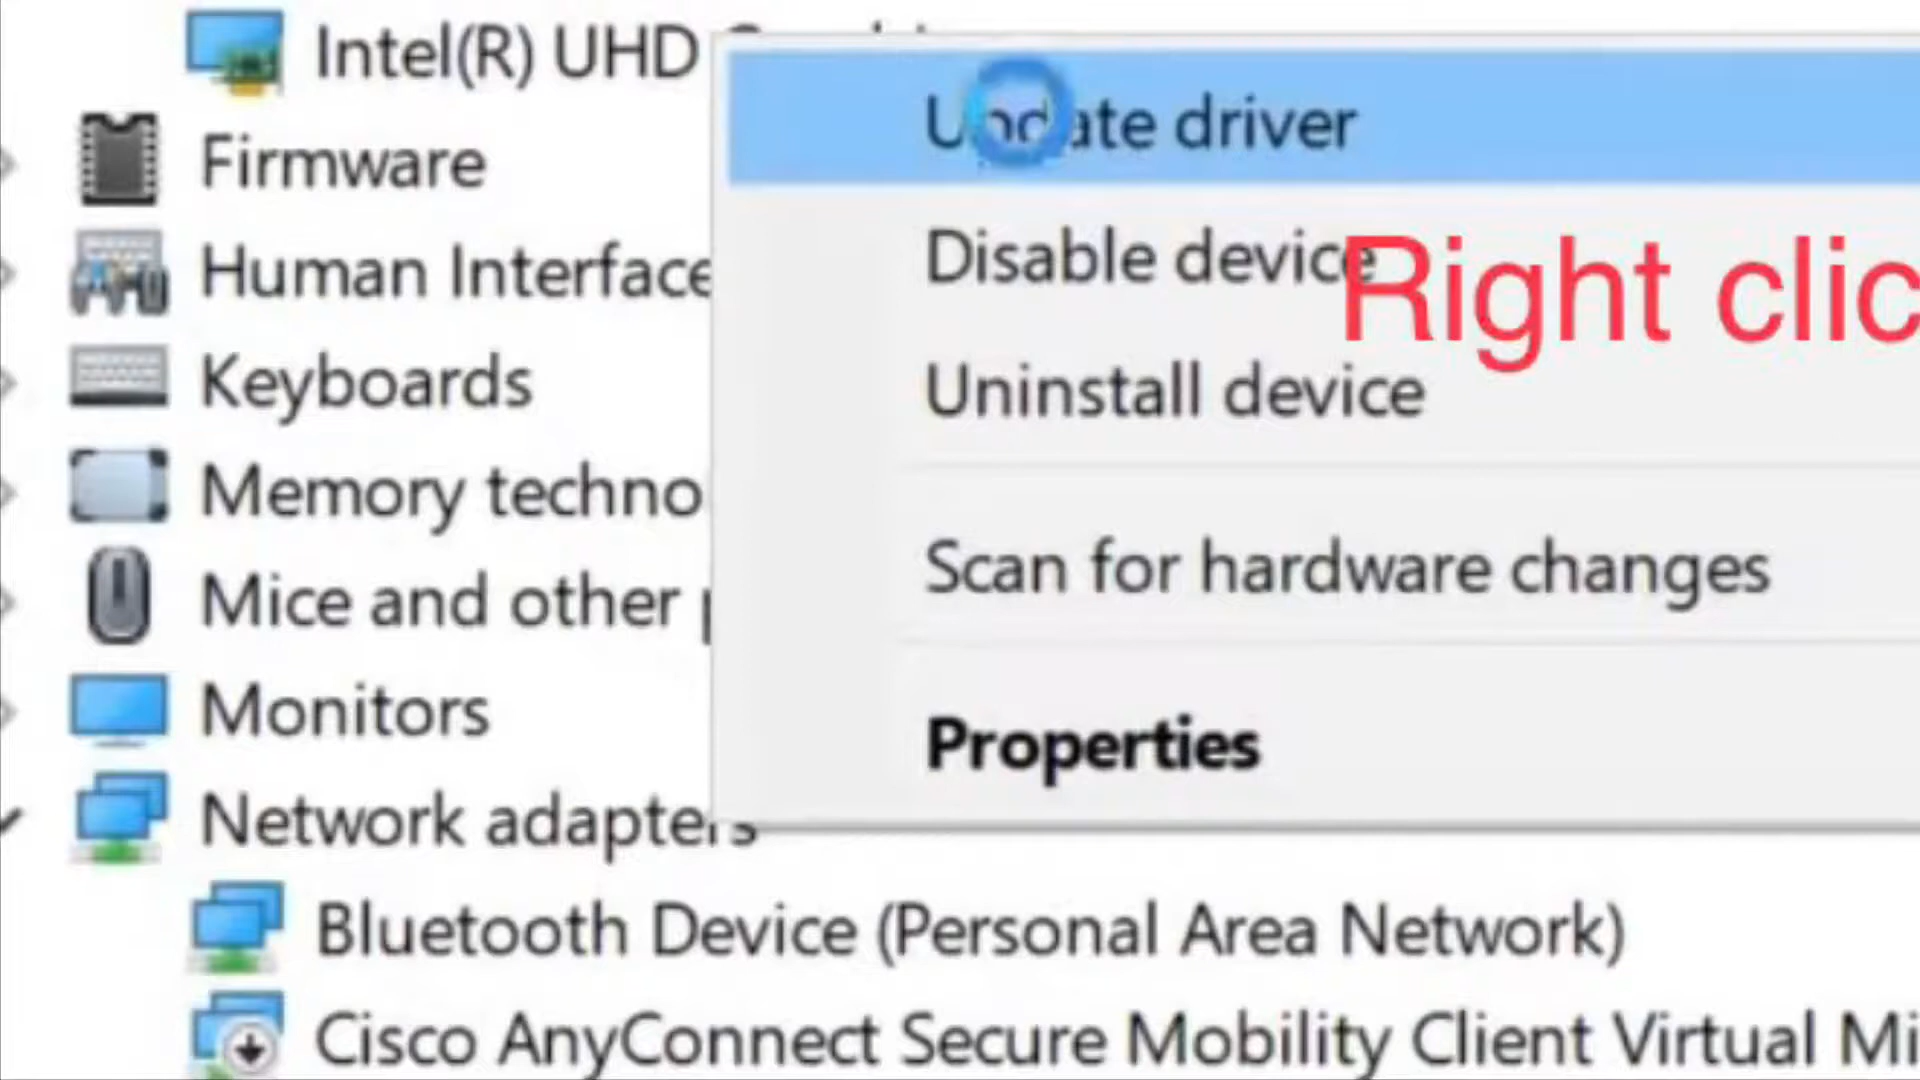 Intel(R) UHD
Update driver
Firmware
Disable device
Right clic
Human Interface
Keyboards
Uninstall device
Memory techno
Scan for hardware changes
Mice and other
Monitors
Properties
Network adapters
Bluetooth Device (Personal Area Network)
Cisco AnyConnect Secure Mobility Client Virtual Mi